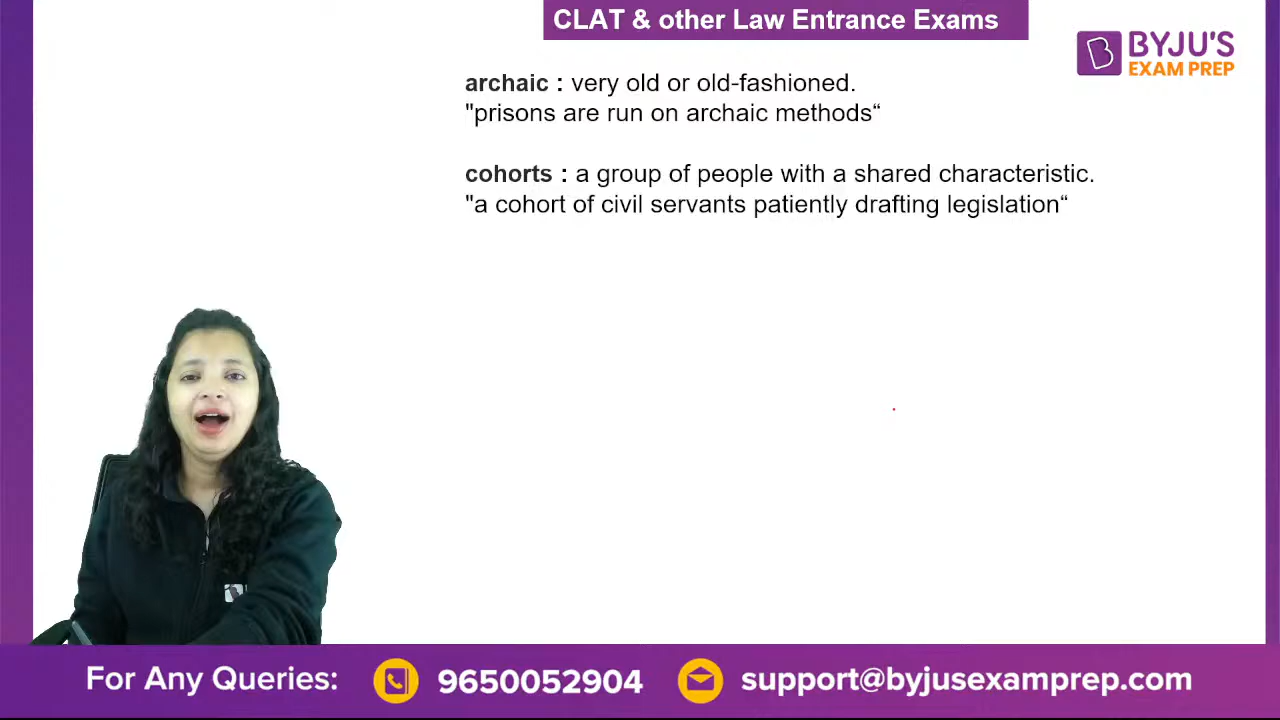 CLAT & other Law Entrance Exams
BYJU'S
EXAM PREP
archaic : very old or old-fashioned.
"prisons are run on archaic methods“
cohorts : a group of people with a shared characteristic.
"a cohort of civil servants patiently drafting legislation“
For Any Queries: 9650052904 support@byjusexamprep.com